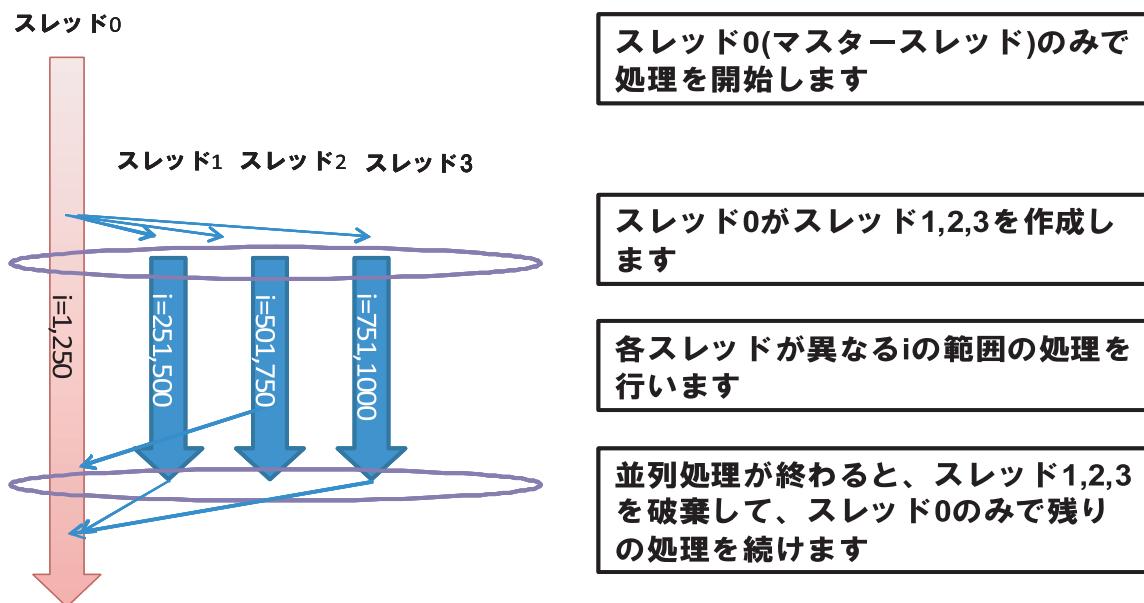 スレッド0
スレッド0(マスタースレッド)のみで
処理を開始します
スレッド1
スレッド2
スレッド3
スレッド0がスレッド1,2,3を作成し
ます
i=1,250
i=251,500
i=501,750
i=751,1000
各スレッドが異なるiの範囲の処理を
行います
並列処理が終わると、スレッド1,2,3
を破棄して、スレッド0のみで残り
の処理を続けます